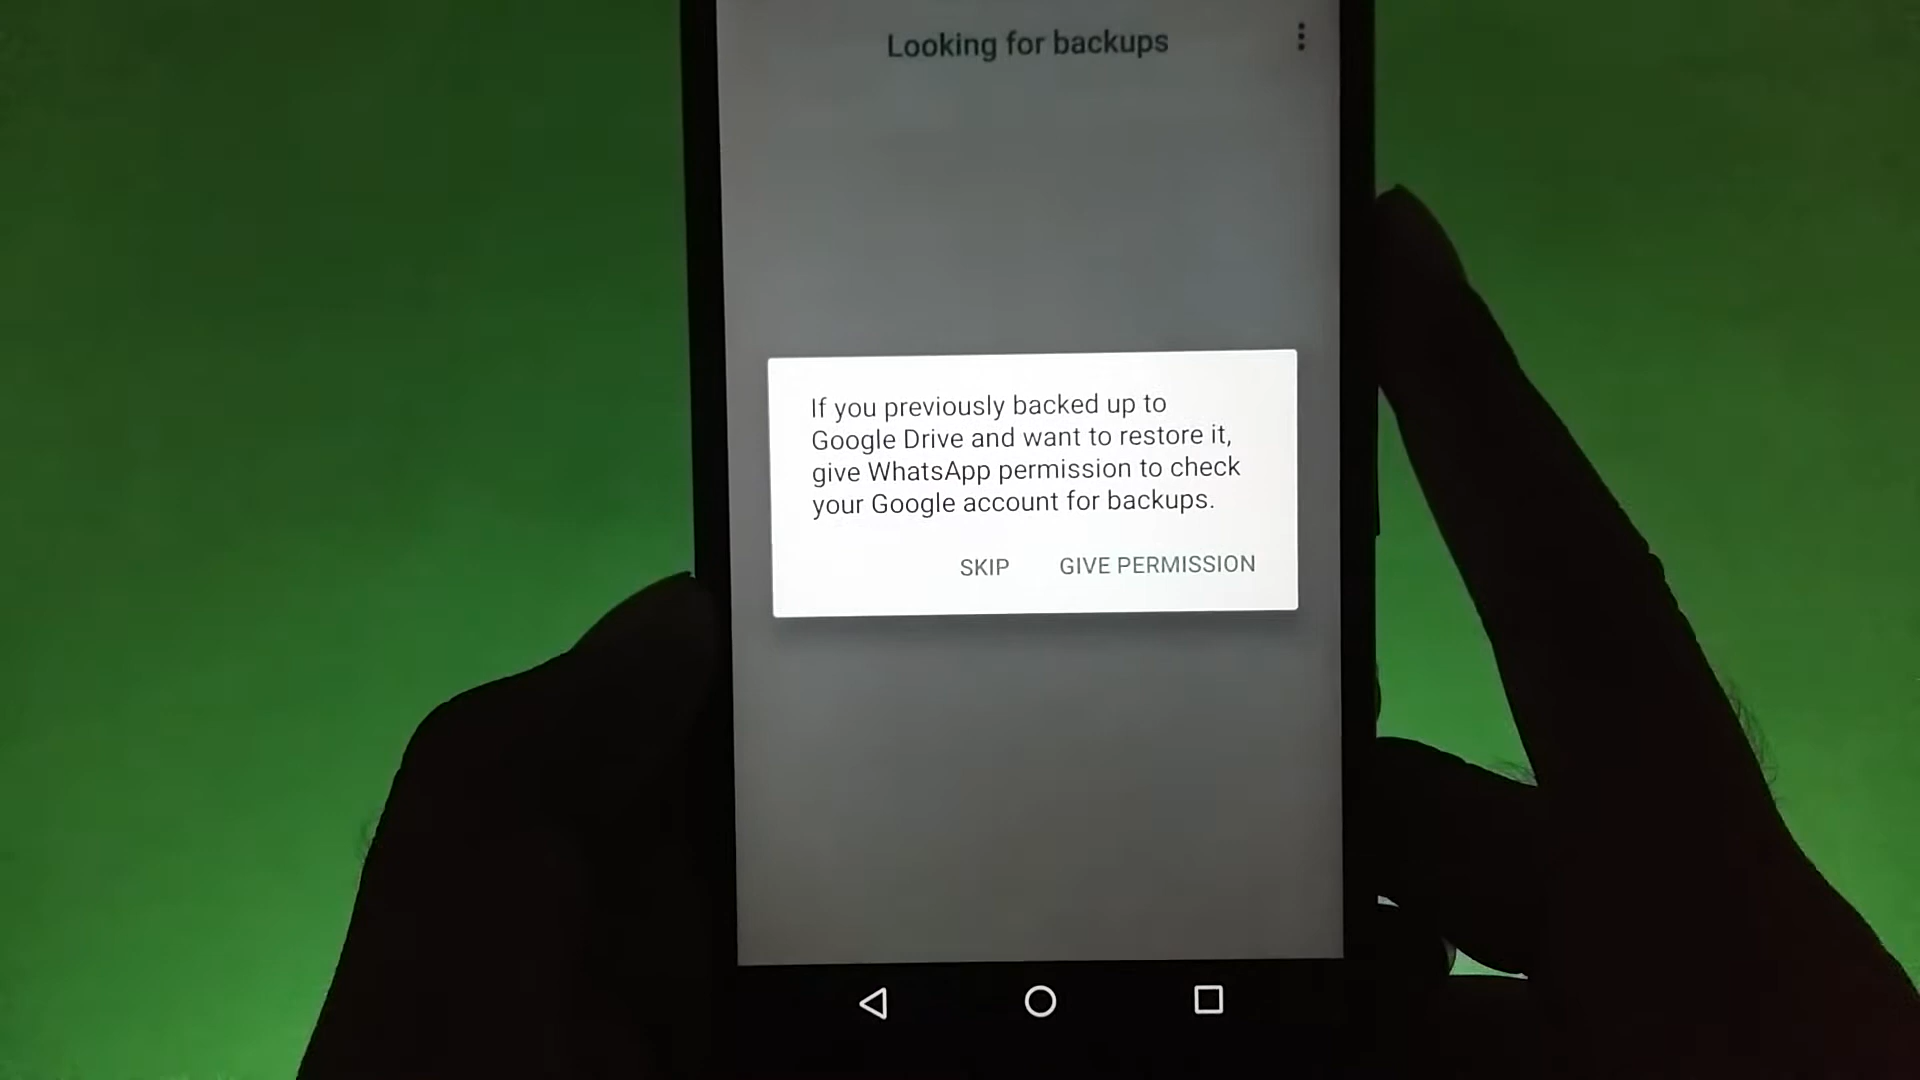 Looking for backups
If you previously backed up to
Google Drive and want to restore it,
give WhatsApp permission to check
your Google account for backups.
SKIP GIVE PERMISSION